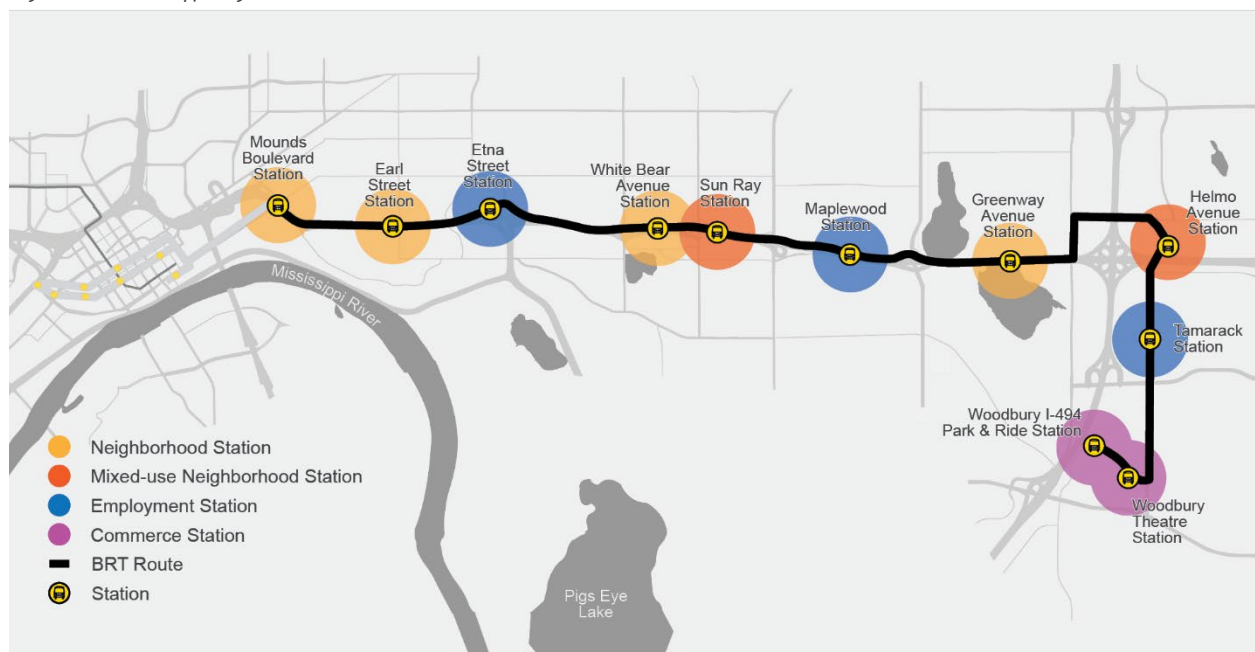 Mounds
Boulevard
Station
Earl
Street
Station
Etna
Street
Station
White Bear
Avenue
Station
Sun Ray
Station
Maplewood
Station
Greenway
Avenue
Station
Helmo
Avenue
Station
Tamarack
Station
Woodbury I-494
Park & Ride Station
Woodbury
Theatre
Station
Mississippi River
Pigs Eye
Lake
Neighborhood Station
Mixed-use Neighborhood Station
Employment Station
Commerce Station
BRT Route
Station